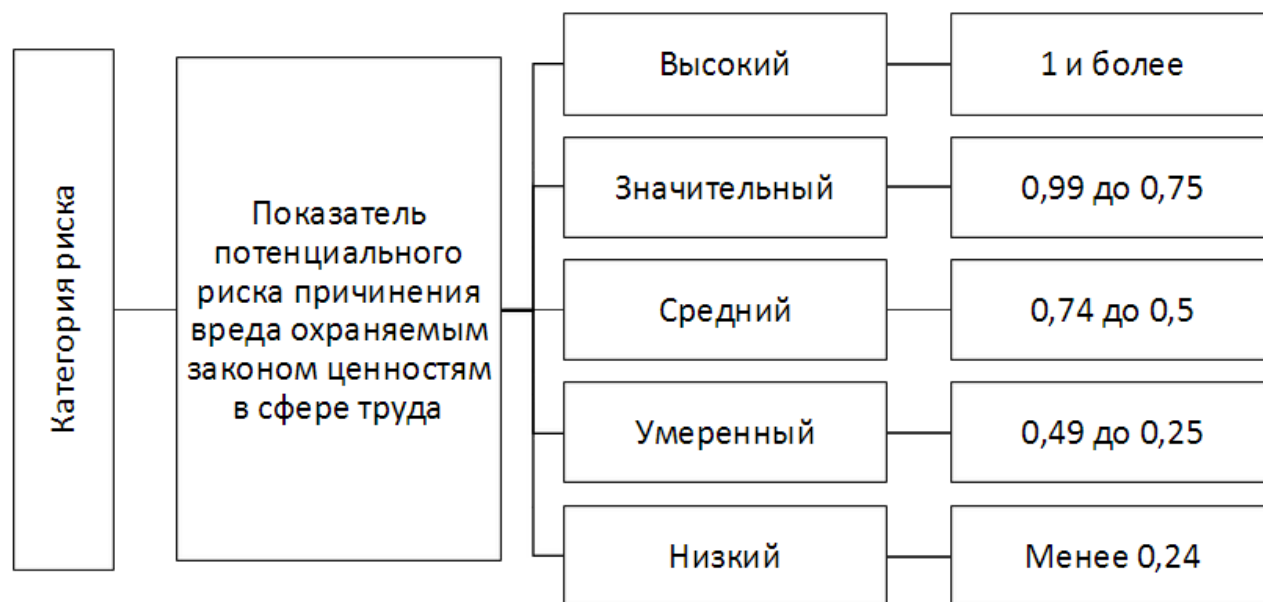 Категория риска
Показатель
потенциального
риска причинения
вреда охраняемым
законом ценностям
в сфере труда
Высокий
1 и более
Значительный
0,99 до 0,75
Средний
0,74 до 0,5
Умеренный
0,49 до 0,25
Низкий
Менее 0,24